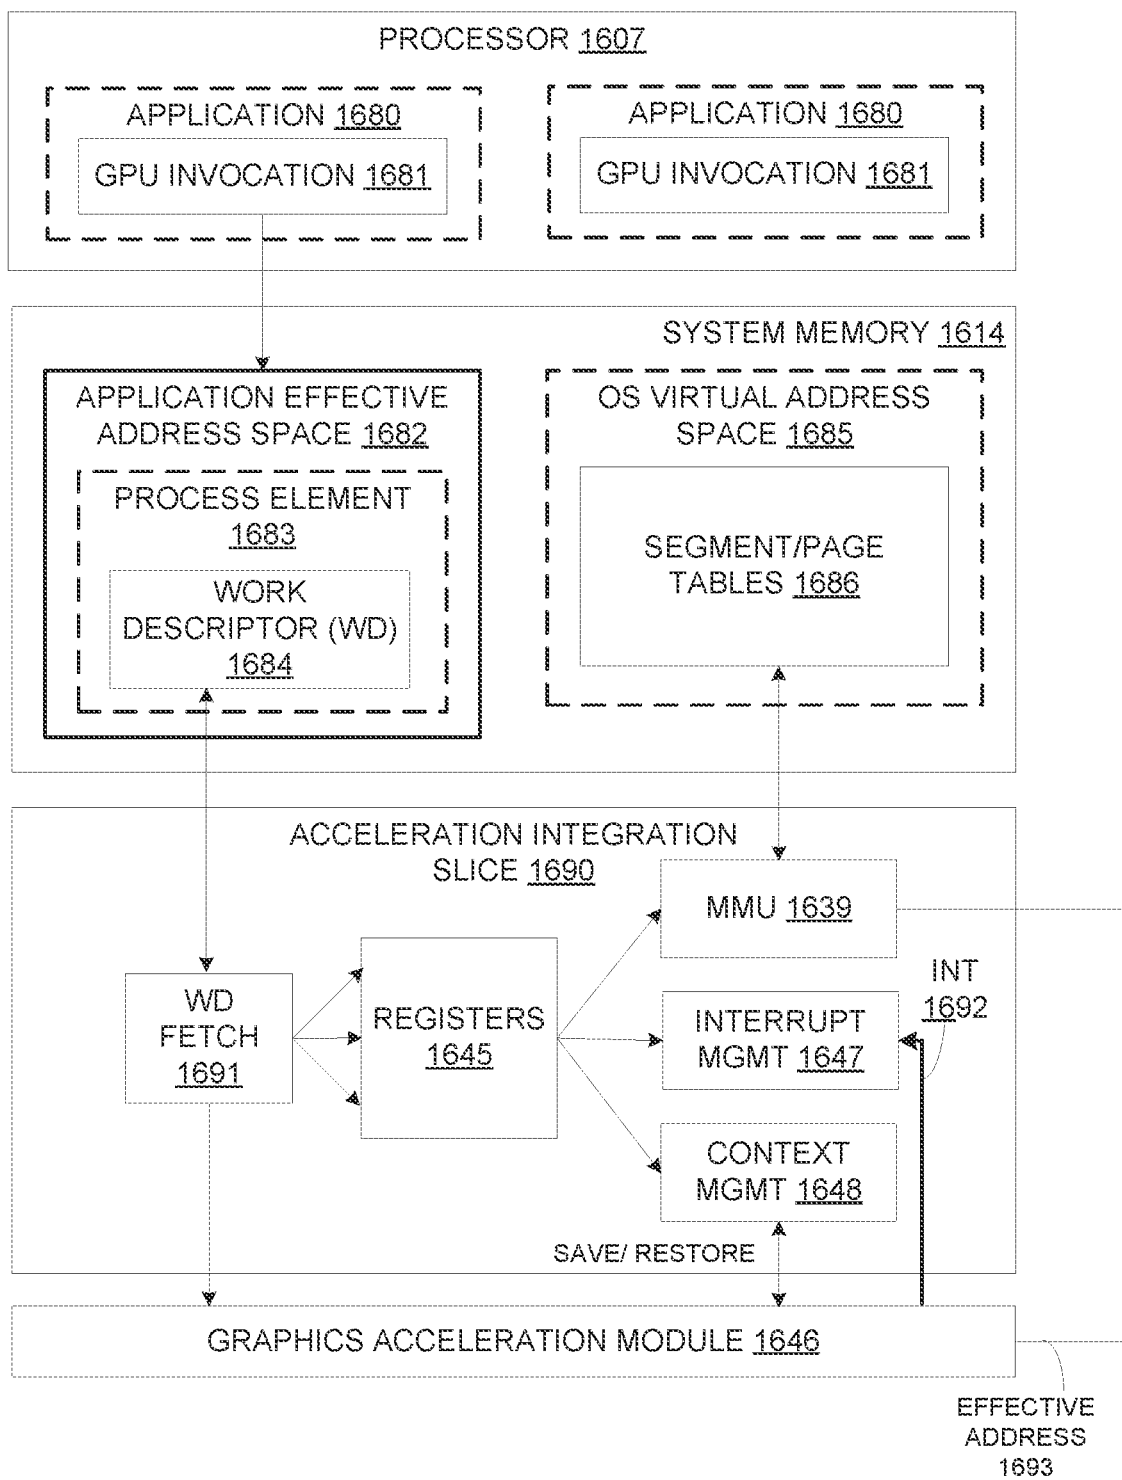 PROCESSOR 1607
APPLICATION 1680
GPU INVOCATION 1681
APPLICATION 1680
GPU INVOCATION 1681
SYSTEM MEMORY 1614
APPLICATION EFFECTIVE
ADDRESS SPACE 1682
PROCESS ELEMENT
1683
WORK
DESCRIPTOR (WD)
1684
OS VIRTUAL ADDRESS
SPACE 1685
SEGMENT/PAGE
TABLES 1686
ACCELERATION INTEGRATION
SLICE 1690
MMU 1639
WD
FETCH
1691
REGISTERS
1645
INTERRUPT
MGMT 1647
INT
1692
CONTEXT
MGMT 1648
SAVE/ RESTORE
GRAPHICS ACCELERATION MODULE 1646
EFFECTIVE
ADDRESS
1693